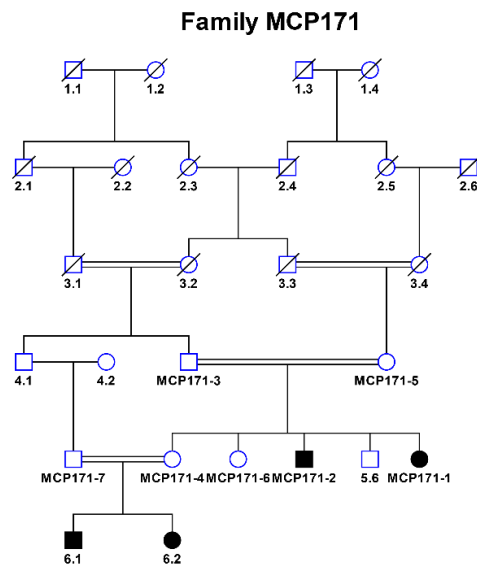 Family MCP171
1.1 1.2 1.3 1.4
2.1 2.2 2.3 2.4 2.5 2.6
3.1 3.2 3.3 3.4
4.1 4.2 MCP171-3 MCP171-5
MCP171-7 MCP171-4 MCP171-6 MCP171-2 5.6 MCP171-1
6.1 6.2